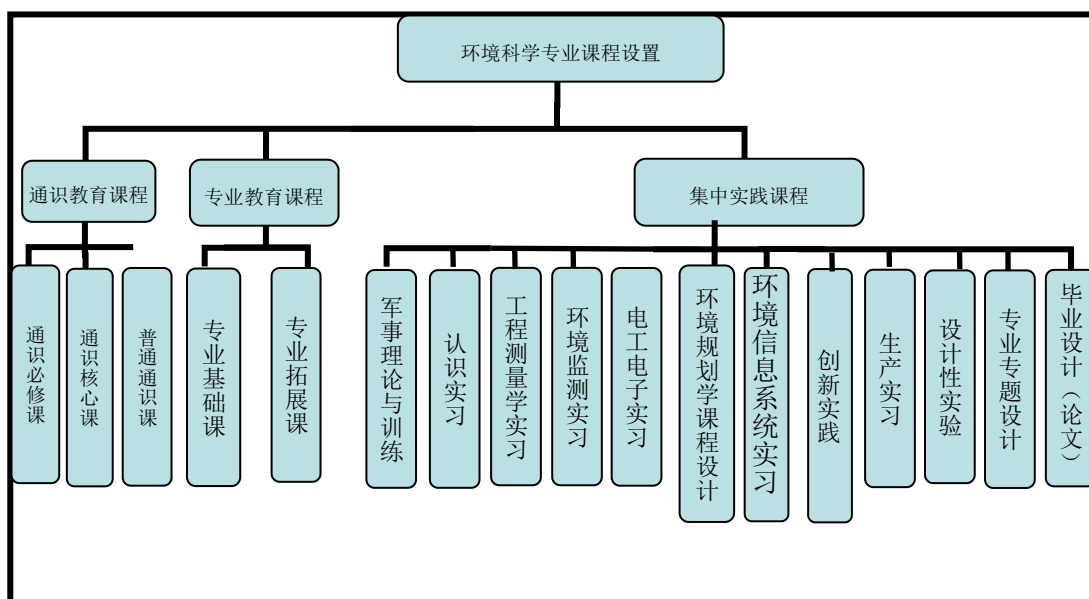 环境科学专业课程设置
通识教育课程
专业教育课程
集中实践课程
通识必修课
通识核心课
普通通识课
专业基础课
专业拓展课
军事理论与训练
认识实习
工程测量学实习
环境监测实习
电工电子实习
环境规划学课程设计
环境信息系统实习
创新实践
生产实习
设计性实验
专业专题设计
毕业设计（论文）